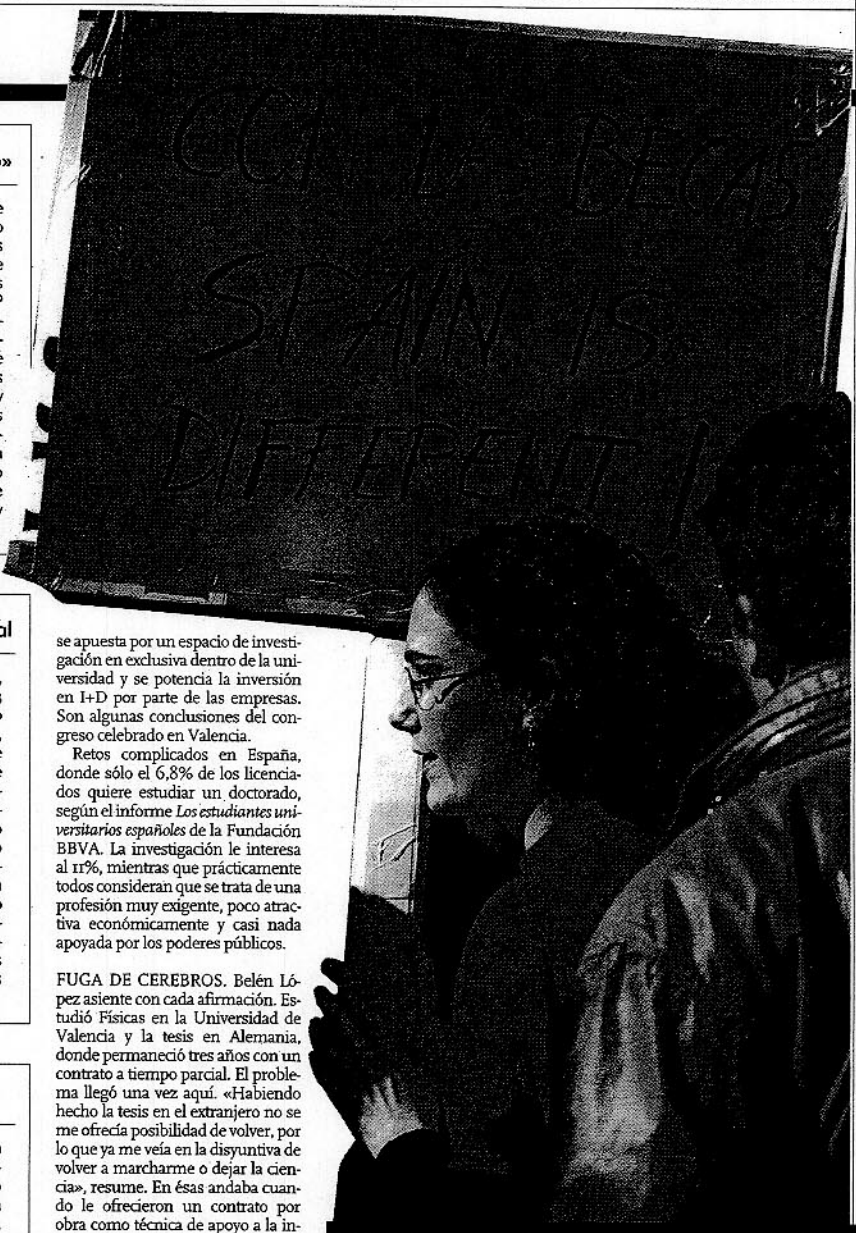 BECAS
SPAIN IS
DIFFERENT!
se apuesta por un espacio de investi-
gación en exclusiva dentro de la uni-
versidad y se potencia la inversión
en I+D por parte de las empresas.
Son algunas conclusiones del con-
greso celebrado en Valencia.
Retos complicados en España,
donde sólo el 6,8% de los licencia-
dos quiere estudiar un doctorado,
según el informe Los estudiantes uni-
versitarios españoles de la Fundación
BBVA. La investigación le interesa
al 11%, mientras que prácticamente
todos consideran que se trata de una
profesión muy exigente, poco atrac-
tiva económicamente y casi nada
apoyada por los poderes públicos.
FUGA DE CEREBROS. Belén Ló-
pez asiente con cada afirmación. Es-
tudió Físicas en la Universidad de
Valencia y la tesis en Alemania,
donde permaneció tres años con un
contrato a tiempo parcial. El proble-
ma llegó una vez aquí. «Habiendo
hecho la tesis en el extranjero no se
me ofrecía posibilidad de volver, por
lo que ya me veía en la disyuntiva de
volver a marcharme o dejar la cien-
cia», resume. En ésas andaba cuan-
do le ofrecieron un contrato por
obra como técnica de apoyo a la in-